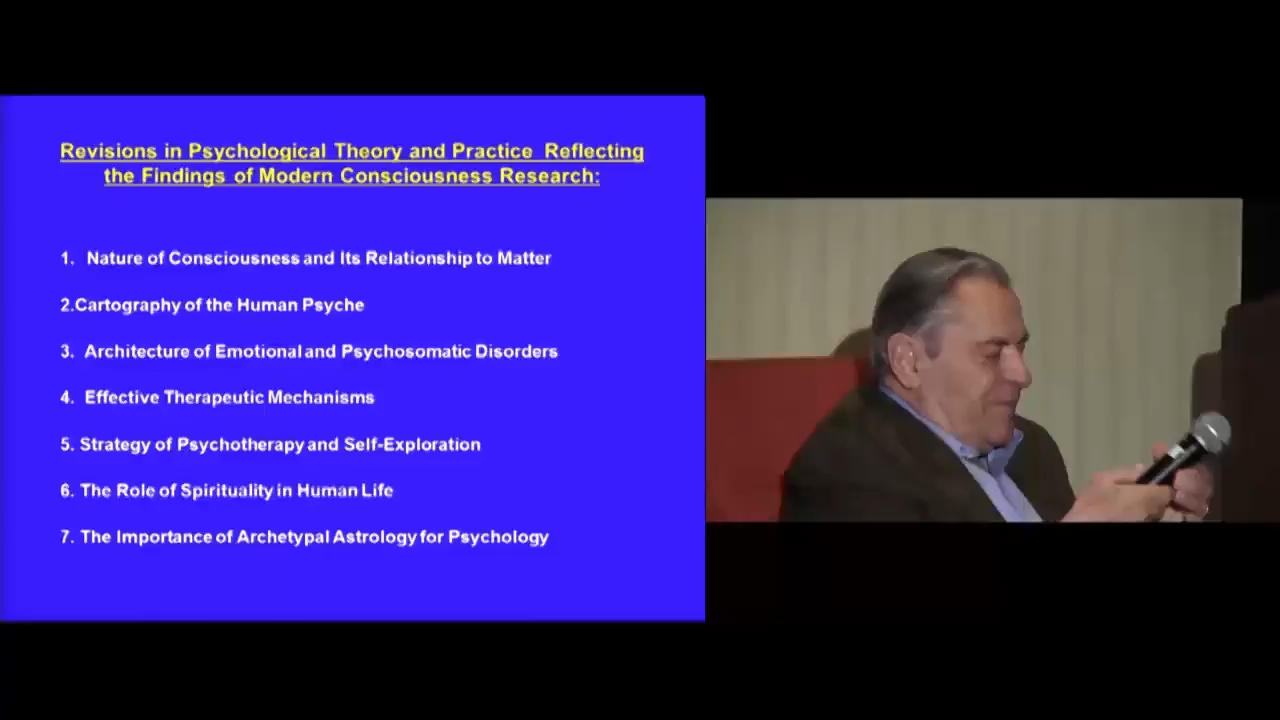 Revisions in Psychological Theory and Practice Reflecting
the Findings of Modern Consciousness Research:
1. Nature of Consciousness and Its Relationship to Matter
2.Cartography of the Human Psyche
3. Architecture of Emotional and Psychosomatic Disorders
4. Effective Therapeutic Mechanisms
5. Strategy of Psychotherapy and Self-Exploration
6. The Role of Spirituality in Human Life
7. The Importance of Archetypal Astrology for Psychology